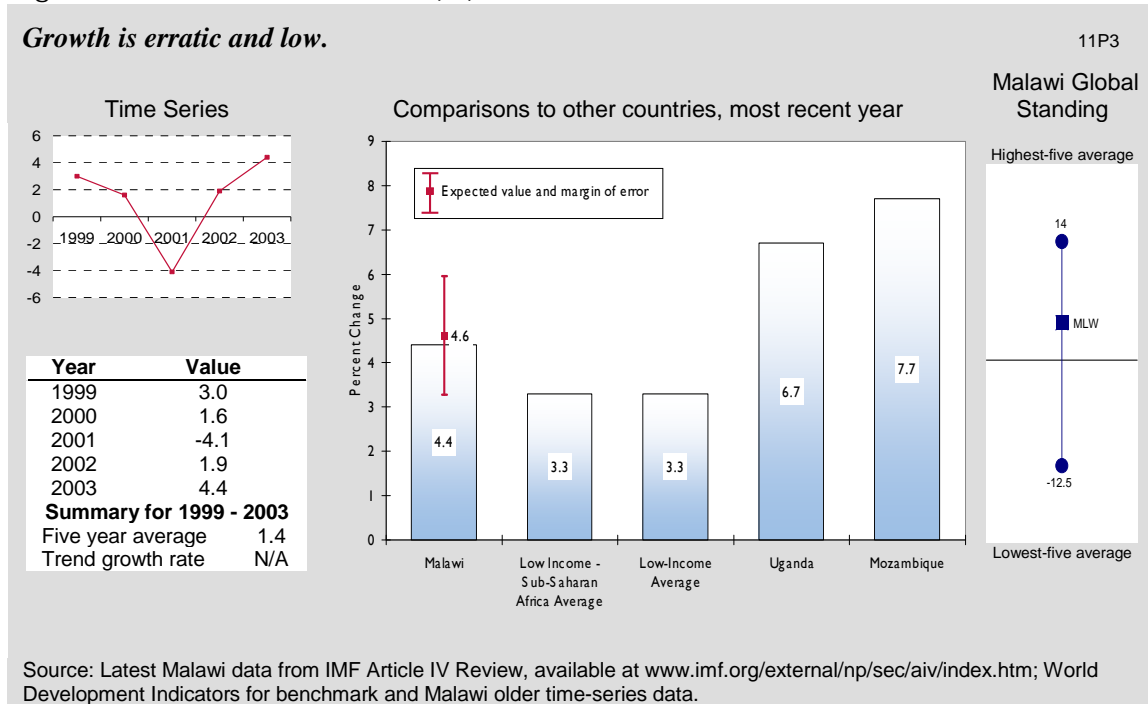 Growth is erratic and low.
11P3
Time Series
6
4
2
0
-2
-4
-6
1999 2000 2001 2002 2003
Year Value
1999 3.0
2000 1.6
2001 -4.1
2002 1.9
2003 4.4
Summary for 1999 - 2003
Five year average 1.4
Trend growth rate N/A
Comparisons to other countries, most recent year
Percent Change
9
8
7
6
5
4
3
2
1
0
Expected value and margin of error
4.6
4.4
3.3
3.3
6.7
7.7
Malawi
Low Income -
Sub-Saharan
Africa Average
Low-Income
Average
Uganda
Mozambique
Malawi Global
Standing
Highest-five average
14
MLW
-12.5
Lowest-five average
Source: Latest Malawi data from IMF Article IV Review, available at www.imf.org/external/np/sec/aiv/index.htm; World
Development Indicators for benchmark and Malawi older time-series data.